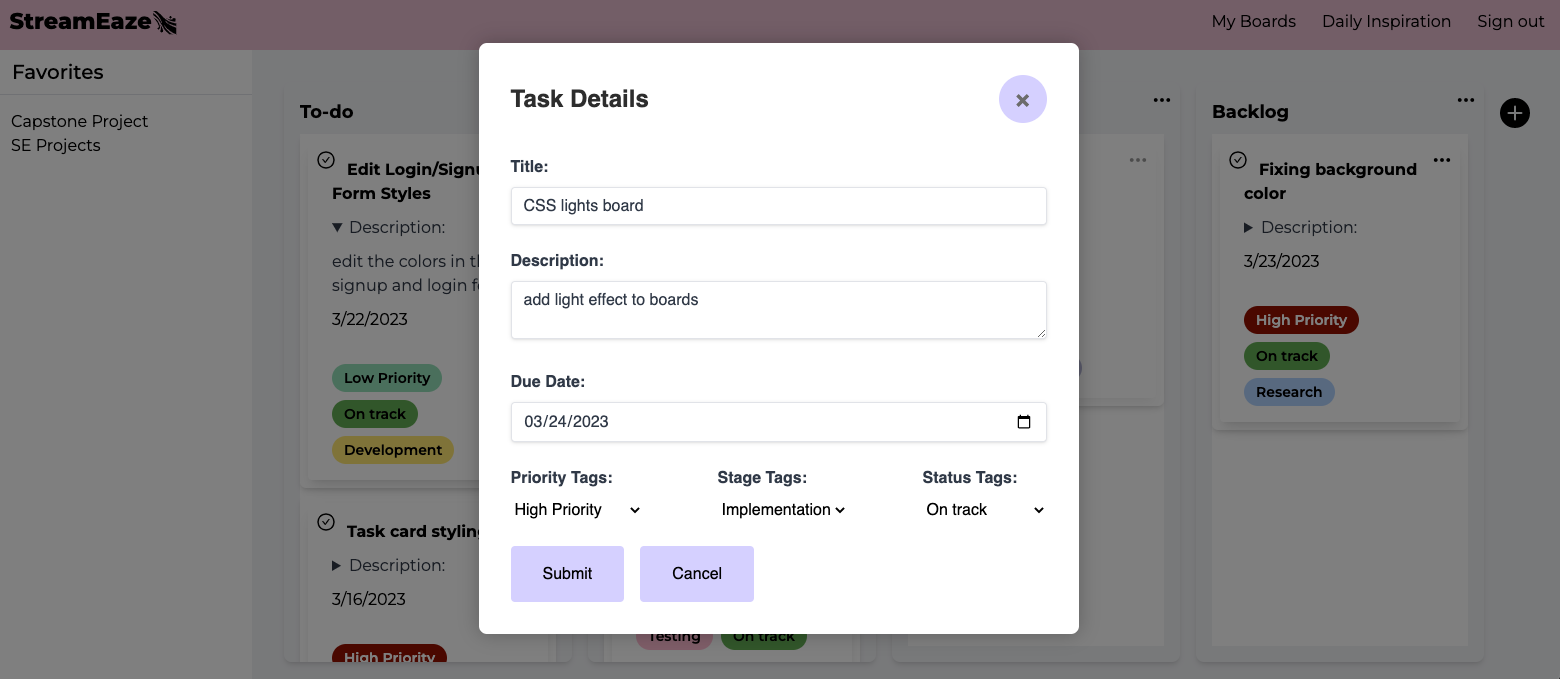 StreamEaze
My Boards Daily Inspiration Sign out
Favorites
Capstone Project
SE Projects
To-do
Edit Login/Signu
Form Styles
Description:
edit the colors in th
signup and login f
3/22/2023
Low Priority
On track
Development
Task card styling
Description:
3/16/2023
High Priority
Task Details
×
Title:
CSS lights board
Description:
add light effect to boards
Due Date:
03/24/2023
Priority Tags: Stage Tags: Status Tags:
High Priority Implementation On track
Submit Cancel
Testing On track
Backlog
Fixing background
color
Description:
3/23/2023
High Priority
On track
Research